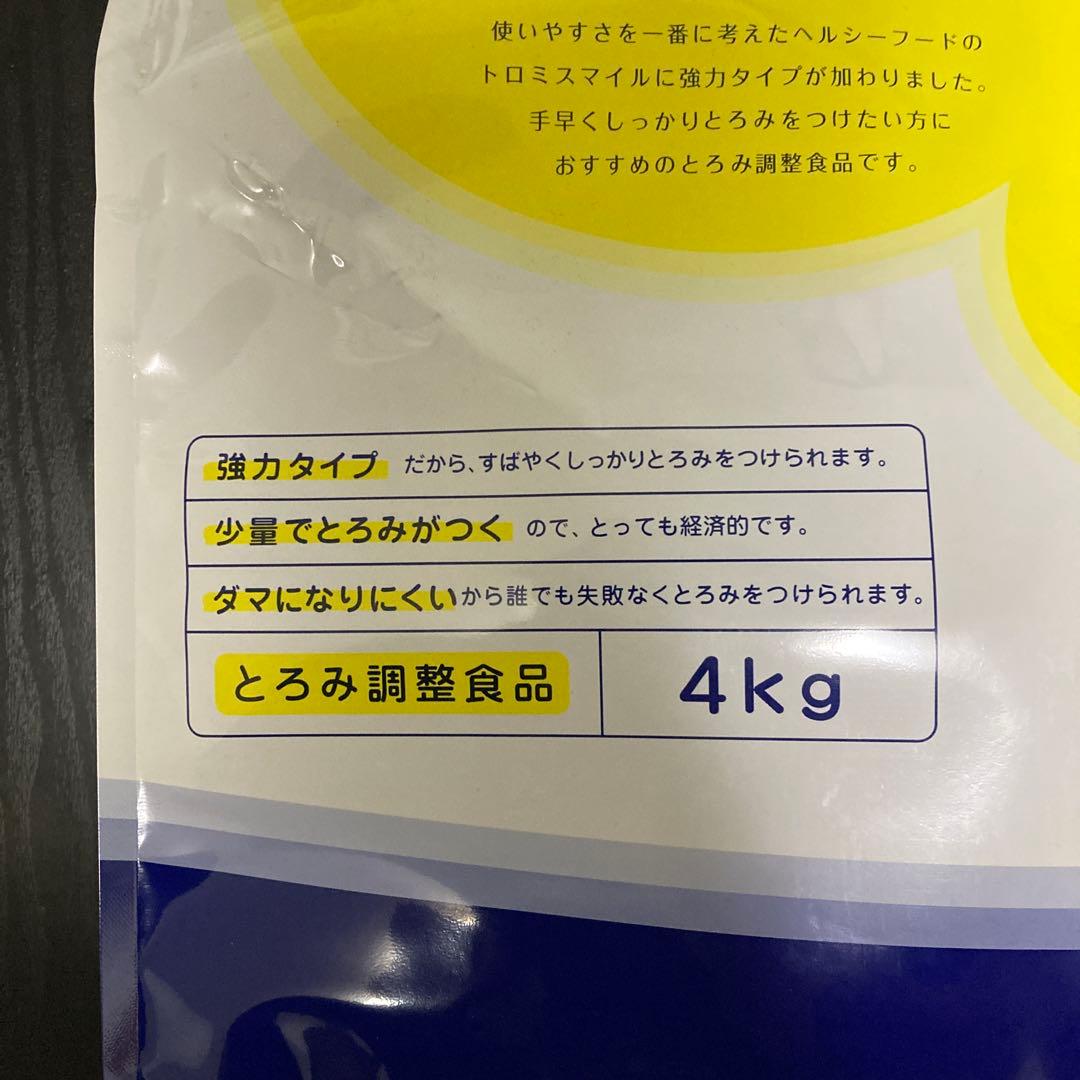 使いやすさを一番に考えたヘルシーフードの
トロミスマイルに強力タイプが加わりました。
手早くしっかりとろみをつけたい方に
おすすめのとろみ調整食品です。
強力タイプ だから、すばやくしっかりとろみをつけられます。
少量でとろみがつく ので、とっても経済的です。
ダマになりにくいから誰でも失敗なくとろみをつけられます。
とろみ調整食品 4kg